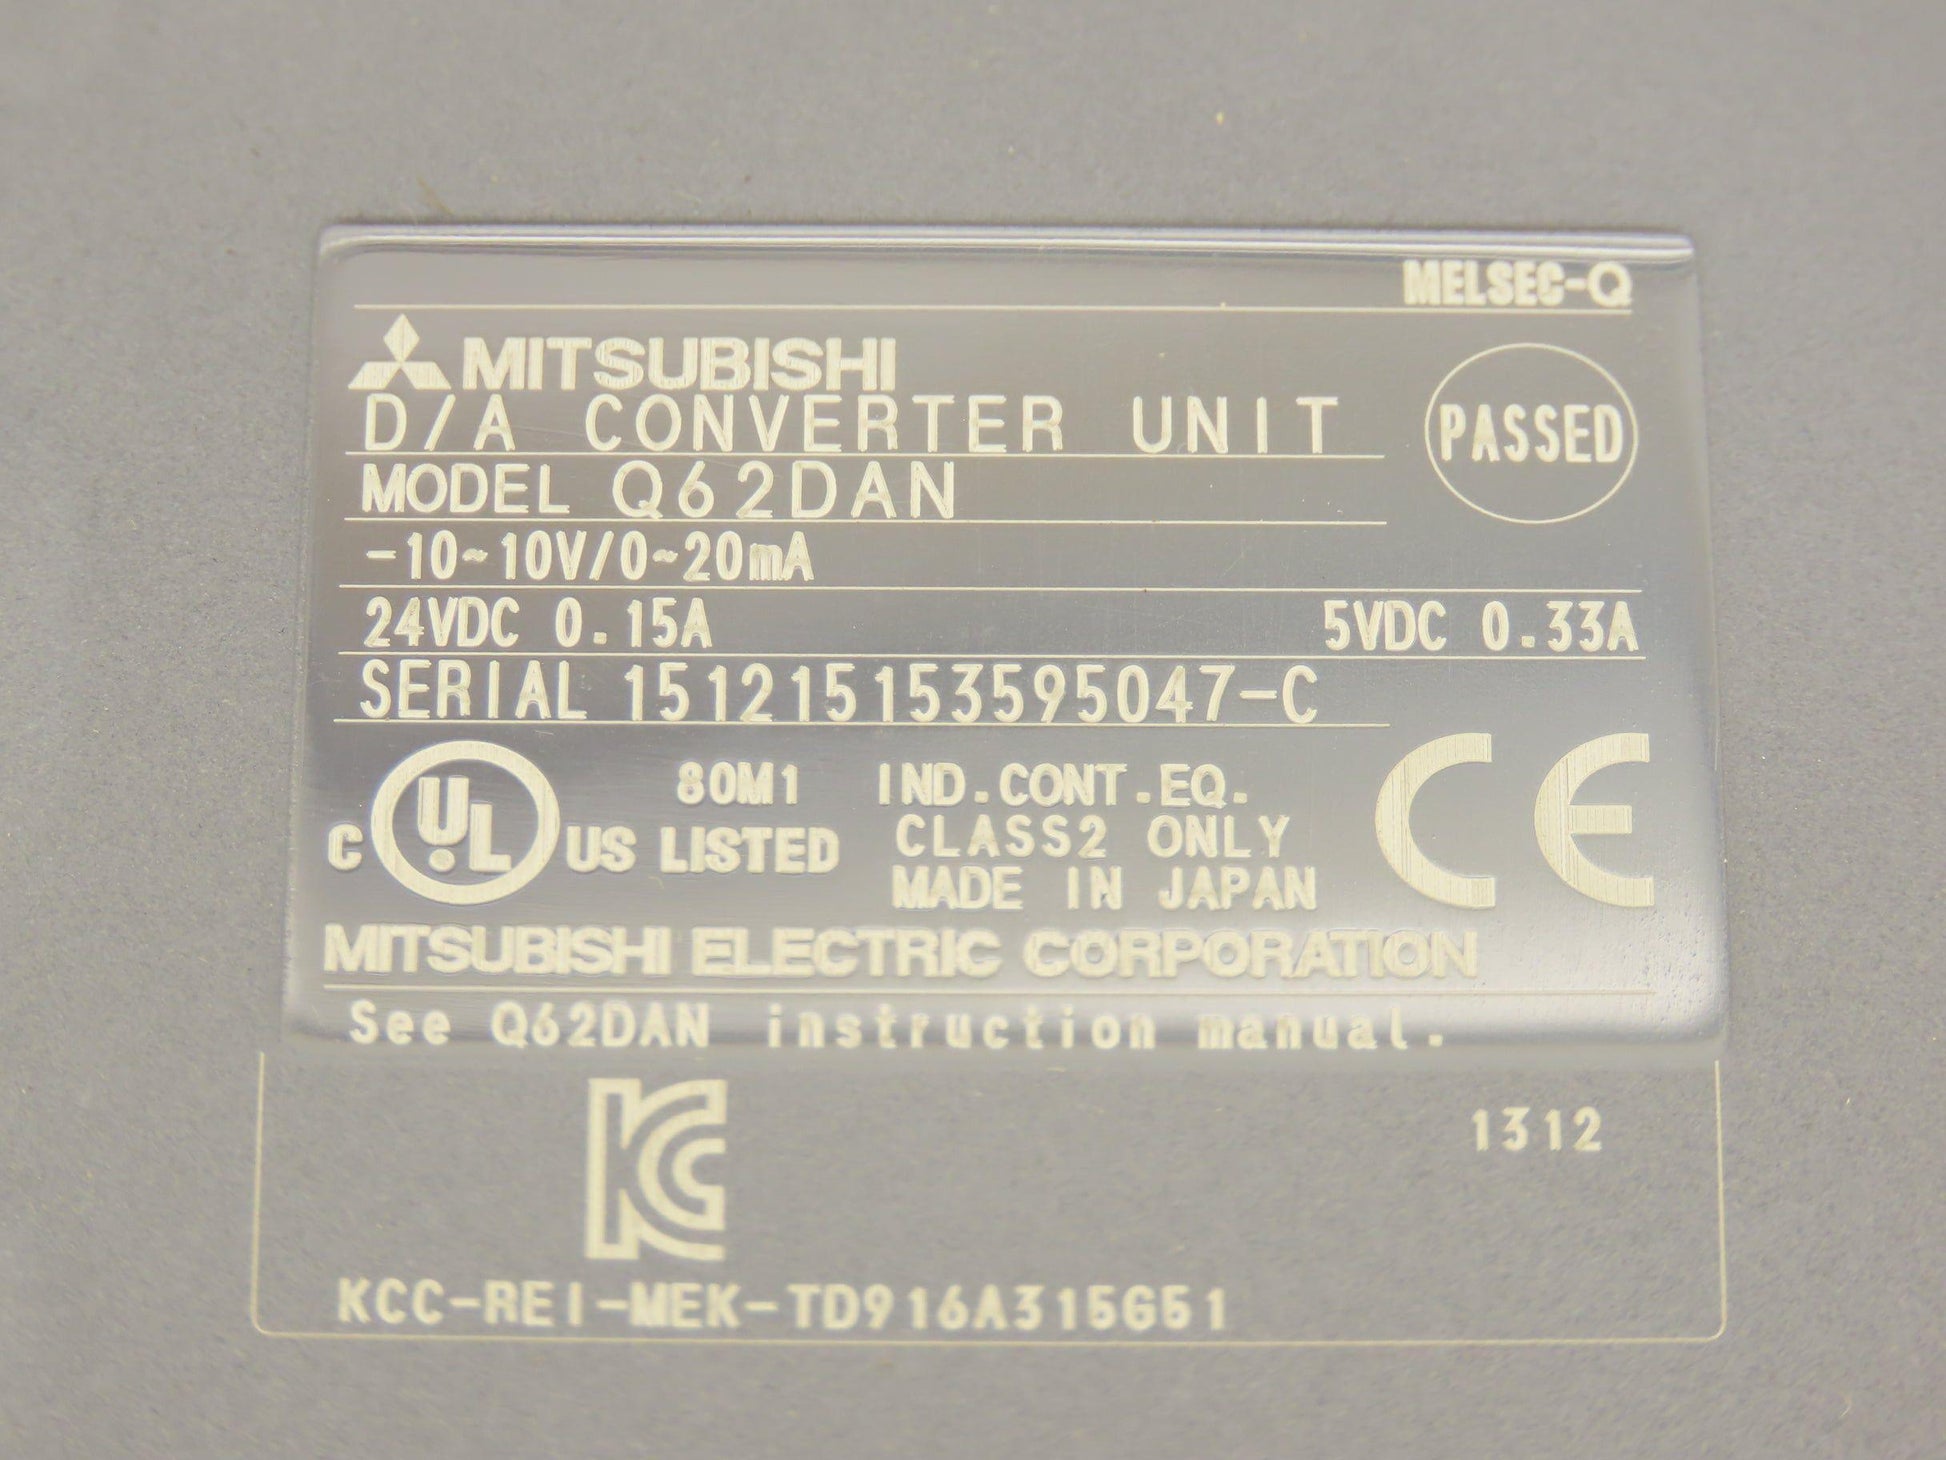 MELSEC-Q
MITSUBISHI
D/A CONVERTER UNIT
PASSED
MODEL Q62DAN
-10~10V/0~20mA
24VDC 0.15A 5VDC 0.33A
SERIAL 151215153595047-C
C UL US LISTED
80M1 IND.CONT.EQ.
CLASS2 ONLY
MADE IN JAPAN
CE
MITSUBISHI ELECTRIC CORPORATION
See Q62DAN instruction manual.
KC
1312
KCC-REI-MEK-TD916A315G51